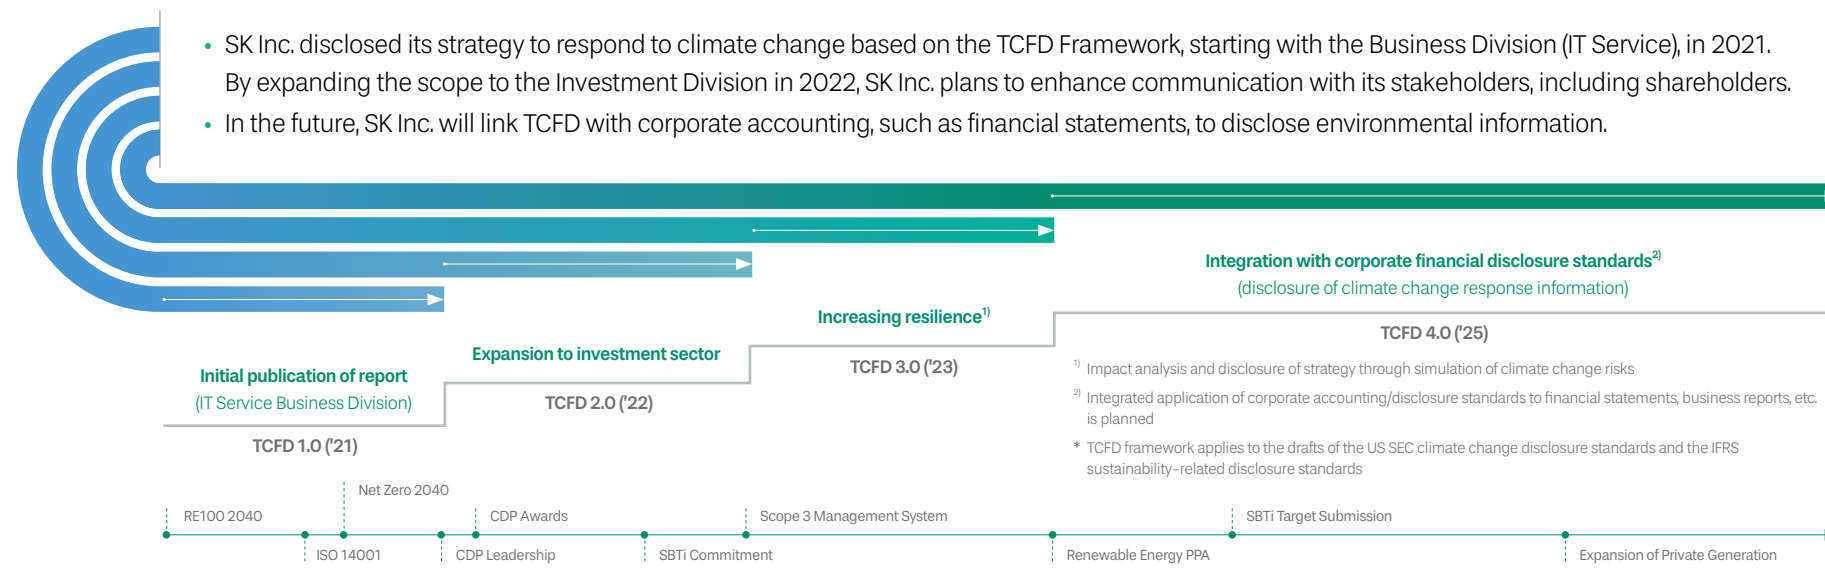 • SK Inc. disclosed its strategy to respond to climate change based on the TCFD Framework, starting with the Business Division (IT Service), in 2021.
By expanding the scope to the Investment Division in 2022, SK Inc. plans to enhance communication with its stakeholders, including shareholders.
• In the future, SK Inc. will link TCFD with corporate accounting, such as financial statements, to disclose environmental information.
Initial publication of report
(IT Service Business Division)
TCFD 1.0 ('21)
Expansion to investment sector
TCFD 2.0 ('22)
Increasing resilience1)
TCFD 3.0 ('23)
Integration with corporate financial disclosure standards2)
(disclosure of climate change response information)
TCFD 4.0 ('25)
1) Impact analysis and disclosure of strategy through simulation of climate change risks
2) Integrated application of corporate accounting/disclosure standards to financial statements, business reports, etc.
is planned
* TCFD framework applies to the drafts of the US SEC climate change disclosure standards and the IFRS
sustainability-related disclosure standards
RE100 2040
ISO 14001
Net Zero 2040
CDP Leadership
CDP Awards
SBTi Commitment
Scope 3 Management System
Renewable Energy PPA
SBTi Target Submission
Expansion of Private Generation